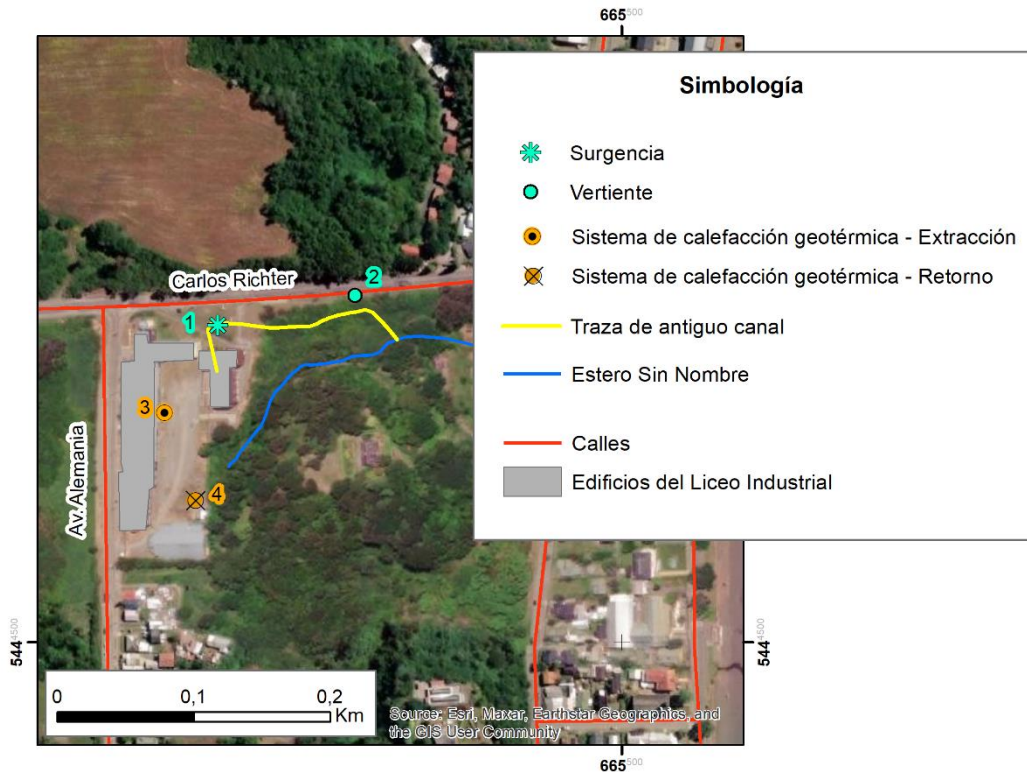 665500
Simbología
Surgencia
Vertiente
Sistema de calefacción geotérmica - Extracción
Sistema de calefacción geotérmica - Retorno
Traza de antiguo canal
Estero Sin Nombre
Calles
Edificios del Liceo Industrial
Carlos Richter
2
1
3
4
Av. Alemania
544500
544500
0
0,1
0,2
Km
Source: Esri, Maxar, Earthstar Geographics, and
the GIS User Community
665500